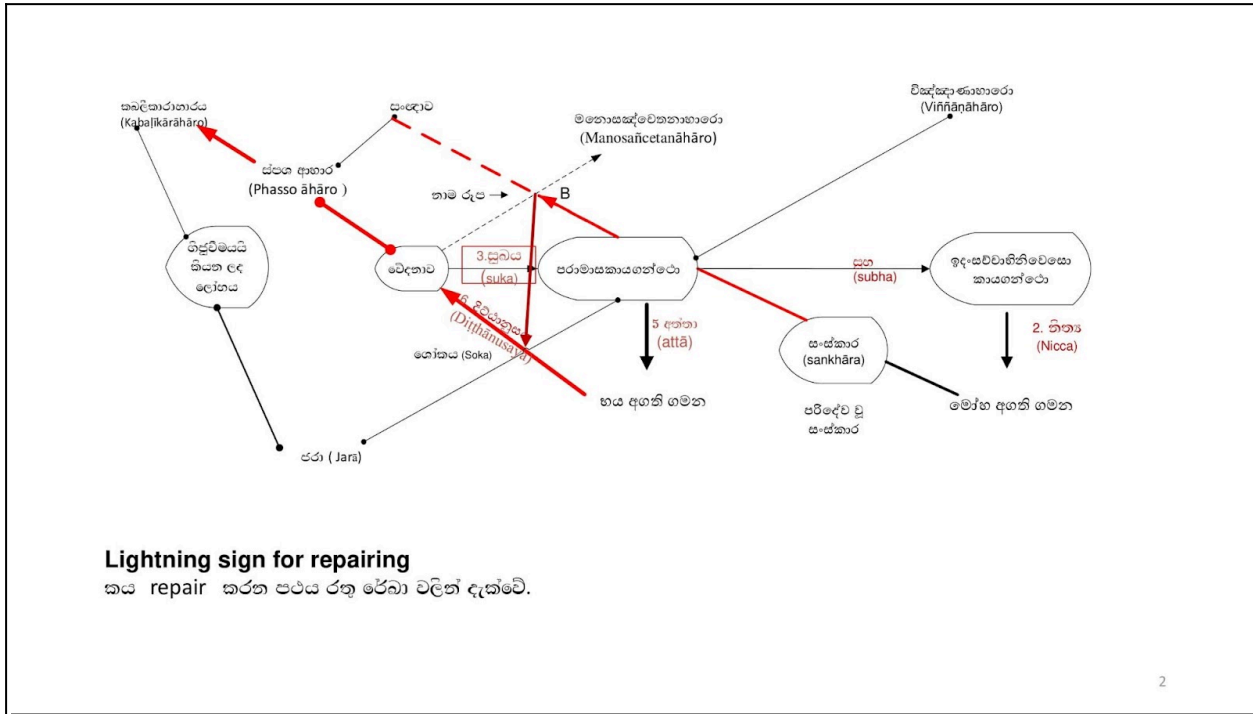 කබලිකාරාහාරය
(Kabaḷīkārāhāro)
සංඥාව
මනොසඤ්චෙතනාහාරො
(Manosañcetanāhāro)
විඤ්ඤාණාහාරො
(Viññāṇāhāro)
ස්පශ ආහාර
(Phasso āhāro )
නාම රූප
B
ගිජුවීමයයි
කියන ලද
ලෝභය
වේදනාව
3.සුඛය
(suka)
පරාමාසකායගන්ථො
සුභ
(subha)
ඉදංසච්චාභිනිවෙසො
කායගන්ථො
6. දිට්ඨානුසය
(Diṭṭhānusaya)
ශෝකය (Soka)
5 අත්තා
(attā)
සංස්කාර
(sankhāra)
2. නිත්‍ය
(Nicca)
භය අගති ගමන
පරිදේව වූ
සංස්කාර
මෝහ අගති ගමන
ජරා ( Jarā)
Lightning sign for repairing
කය repair කරන පථය රතු රේඛා වලින් දැක්වේ.
2